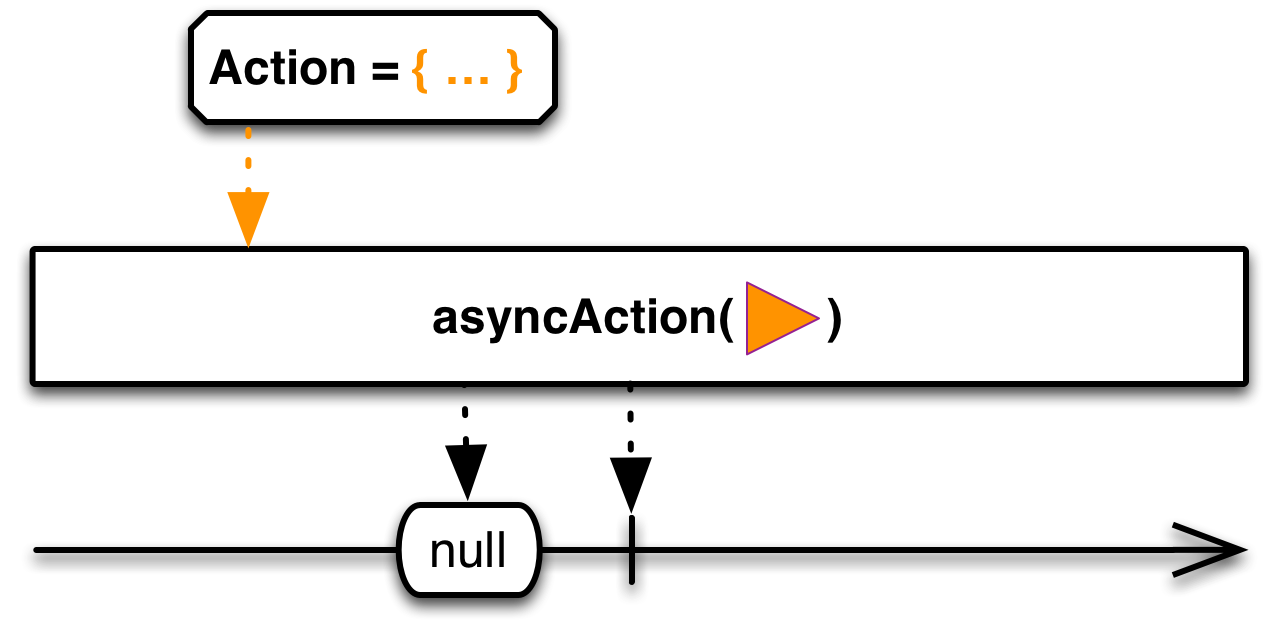 Action = { ... }
asyncAction( )
null